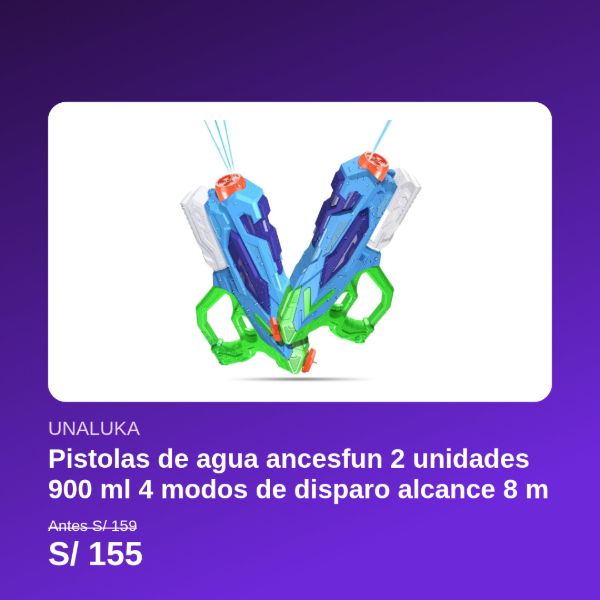 UNALUKA
Pistolas de agua ancesfun 2 unidades
900 ml 4 modos de disparo alcance 8 m
Antes S/ 159
S/ 155